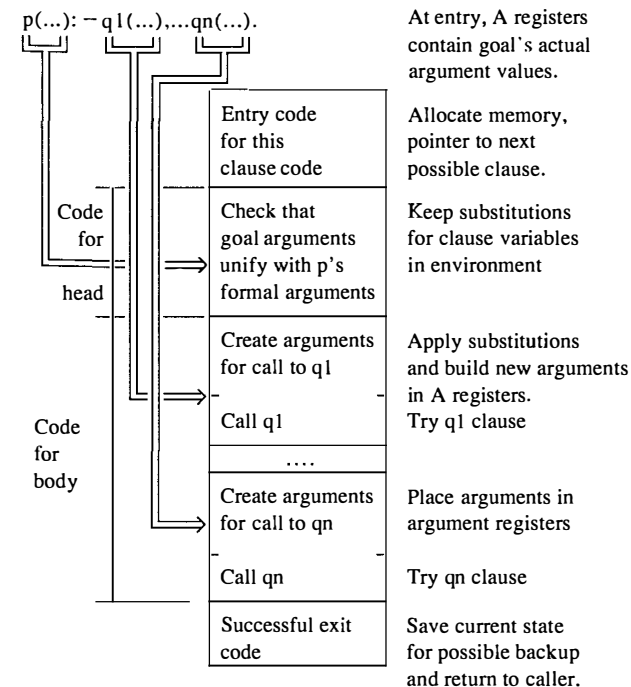 p(...): – q1(...),...qn(...).
At entry, A registers
contain goal's actual
argument values.
Entry code
for this
clause code
Allocate memory,
pointer to next
possible clause.
Code
for
head
Check that
goal arguments
unify with p's
formal arguments
Keep substitutions
for clause variables
in environment
Code
for
body
Create arguments
for call to q1
Call q1
Apply substitutions
and build new arguments
in A registers.
Try q1 clause
....
Create arguments
for call to qn
Call qn
Place arguments in
argument registers
Try qn clause
Successful exit
code
Save current state
for possible backup
and return to caller.